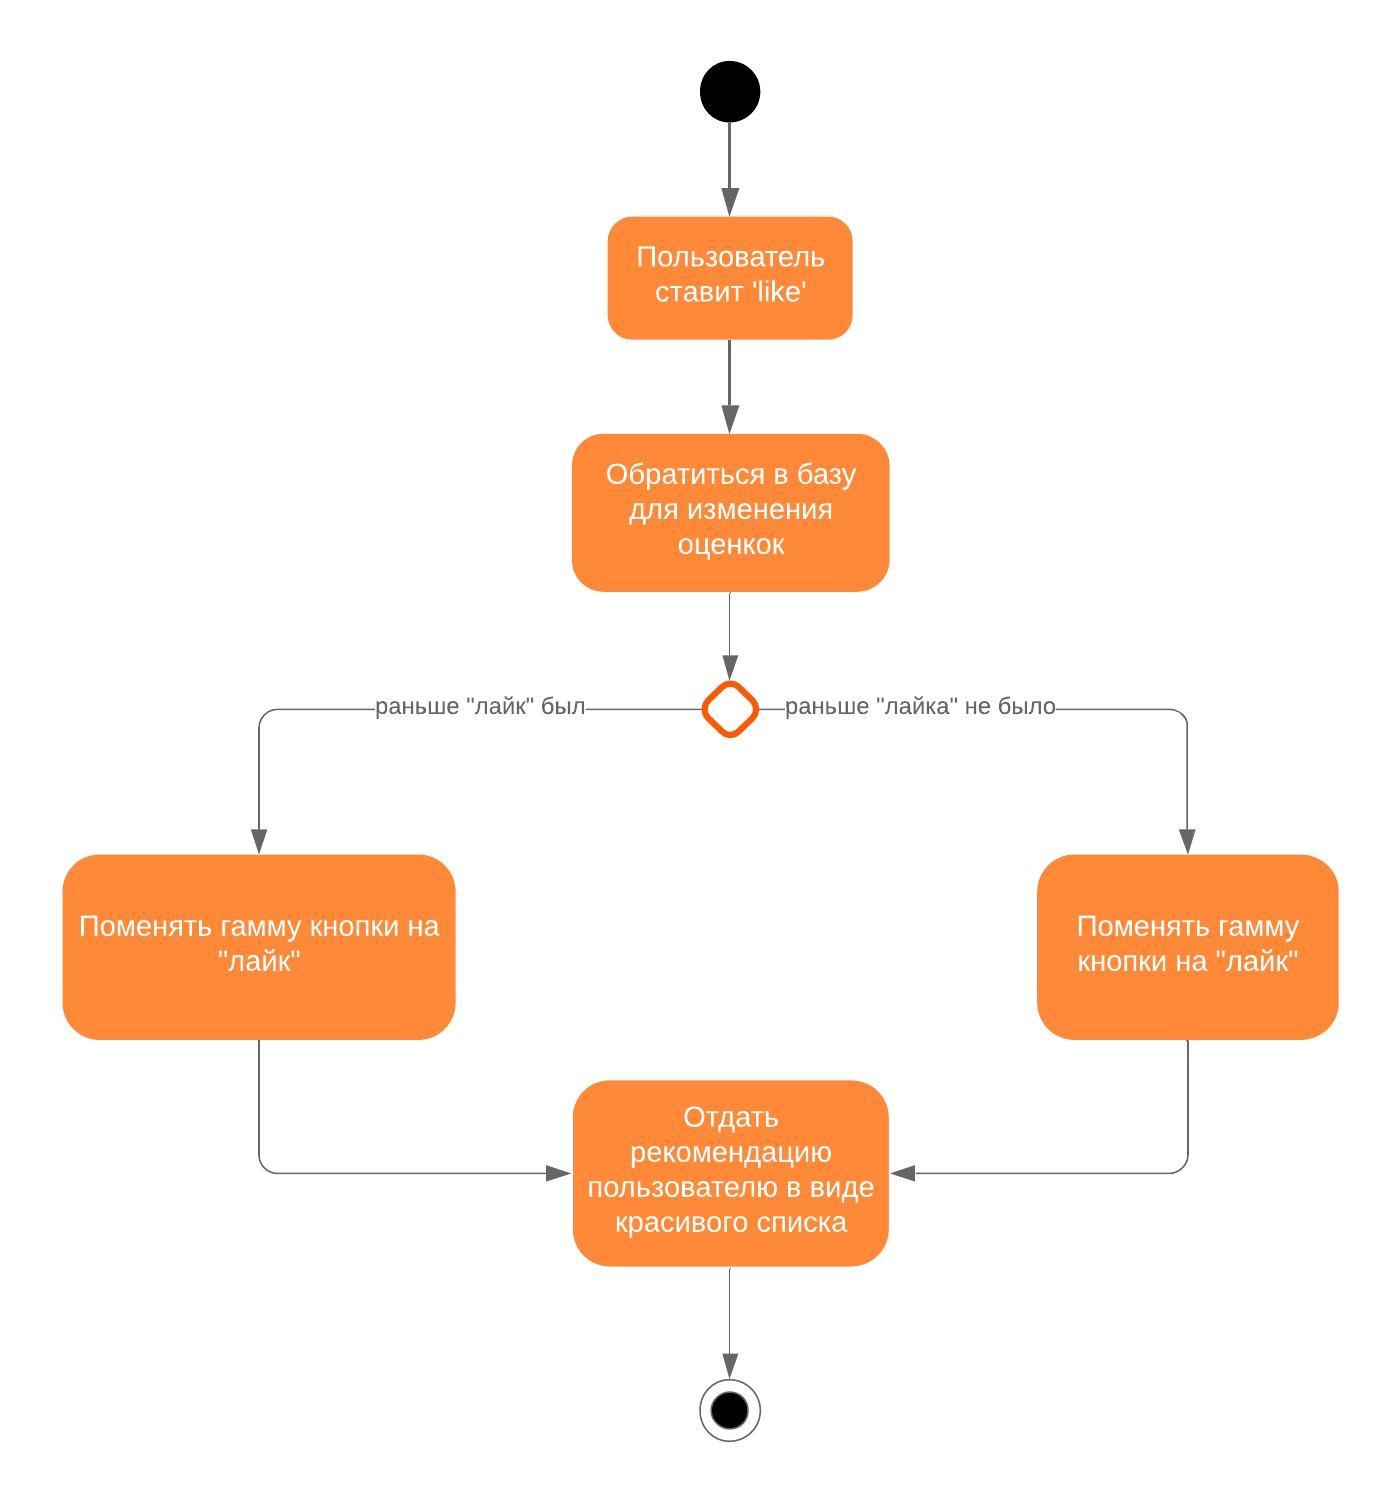 Пользователь
ставит 'like'
Обратиться в базу
для изменения
оценкок
раньше "лайк" был
раньше "лайка" не было
Поменять гамму кнопки на
"лайк"
Поменять гамму
кнопки на "лайк"
Отдать
рекомендацию
пользователю в виде
красивого списка